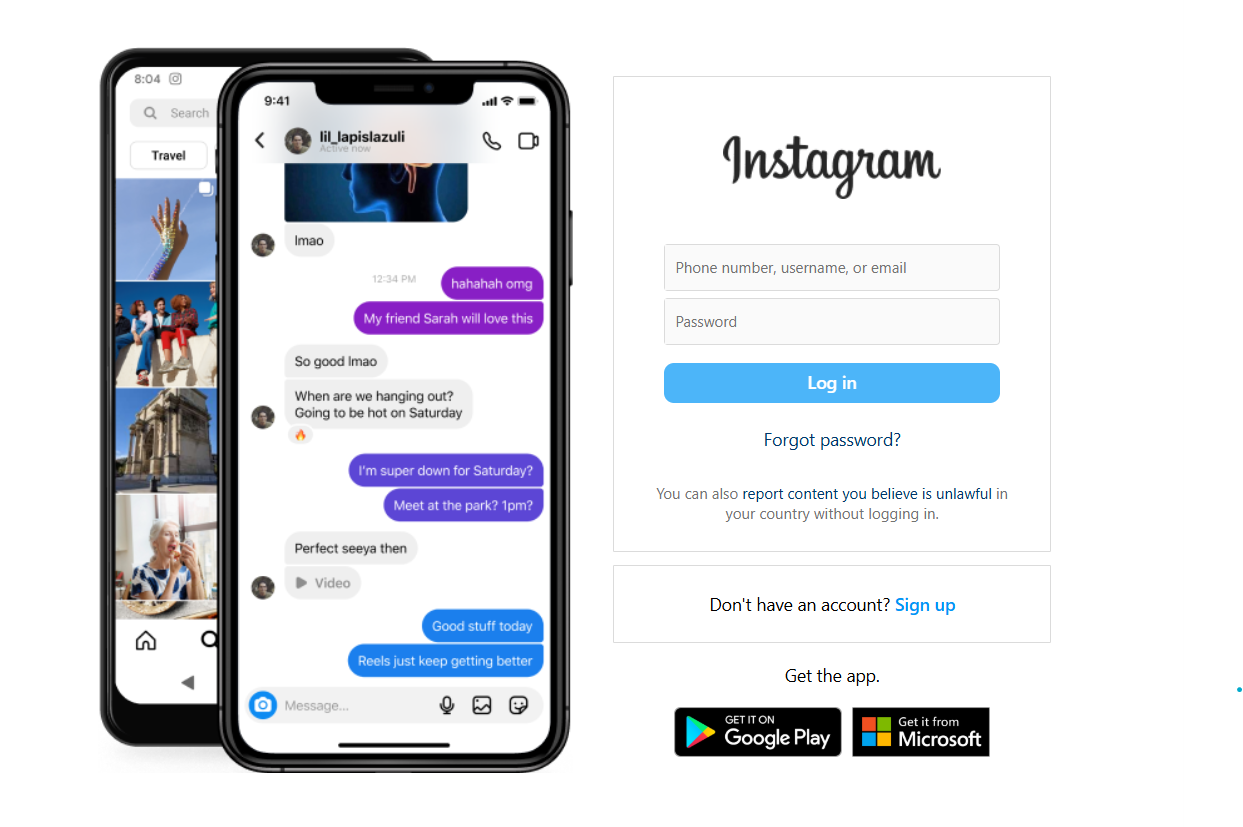 8:04
Search
Travel
9:41
lil_lapislazuli
Active now
lmao
12:34 PM
hahahah omg
My friend Sarah will love this
So good lmao
When are we hanging out?
Going to be hot on Saturday
I'm super down for Saturday?
Meet at the park? 1pm?
Perfect seeya then
Video
Good stuff today
Reels just keep getting better
Message...
Instagram
Phone number, username, or email
Password
Log in
Forgot password?
You can also report content you believe is unlawful in
your country without logging in.
Don't have an account? Sign up
Get the app.
GET IT ON
Google Play
Get it from
Microsoft